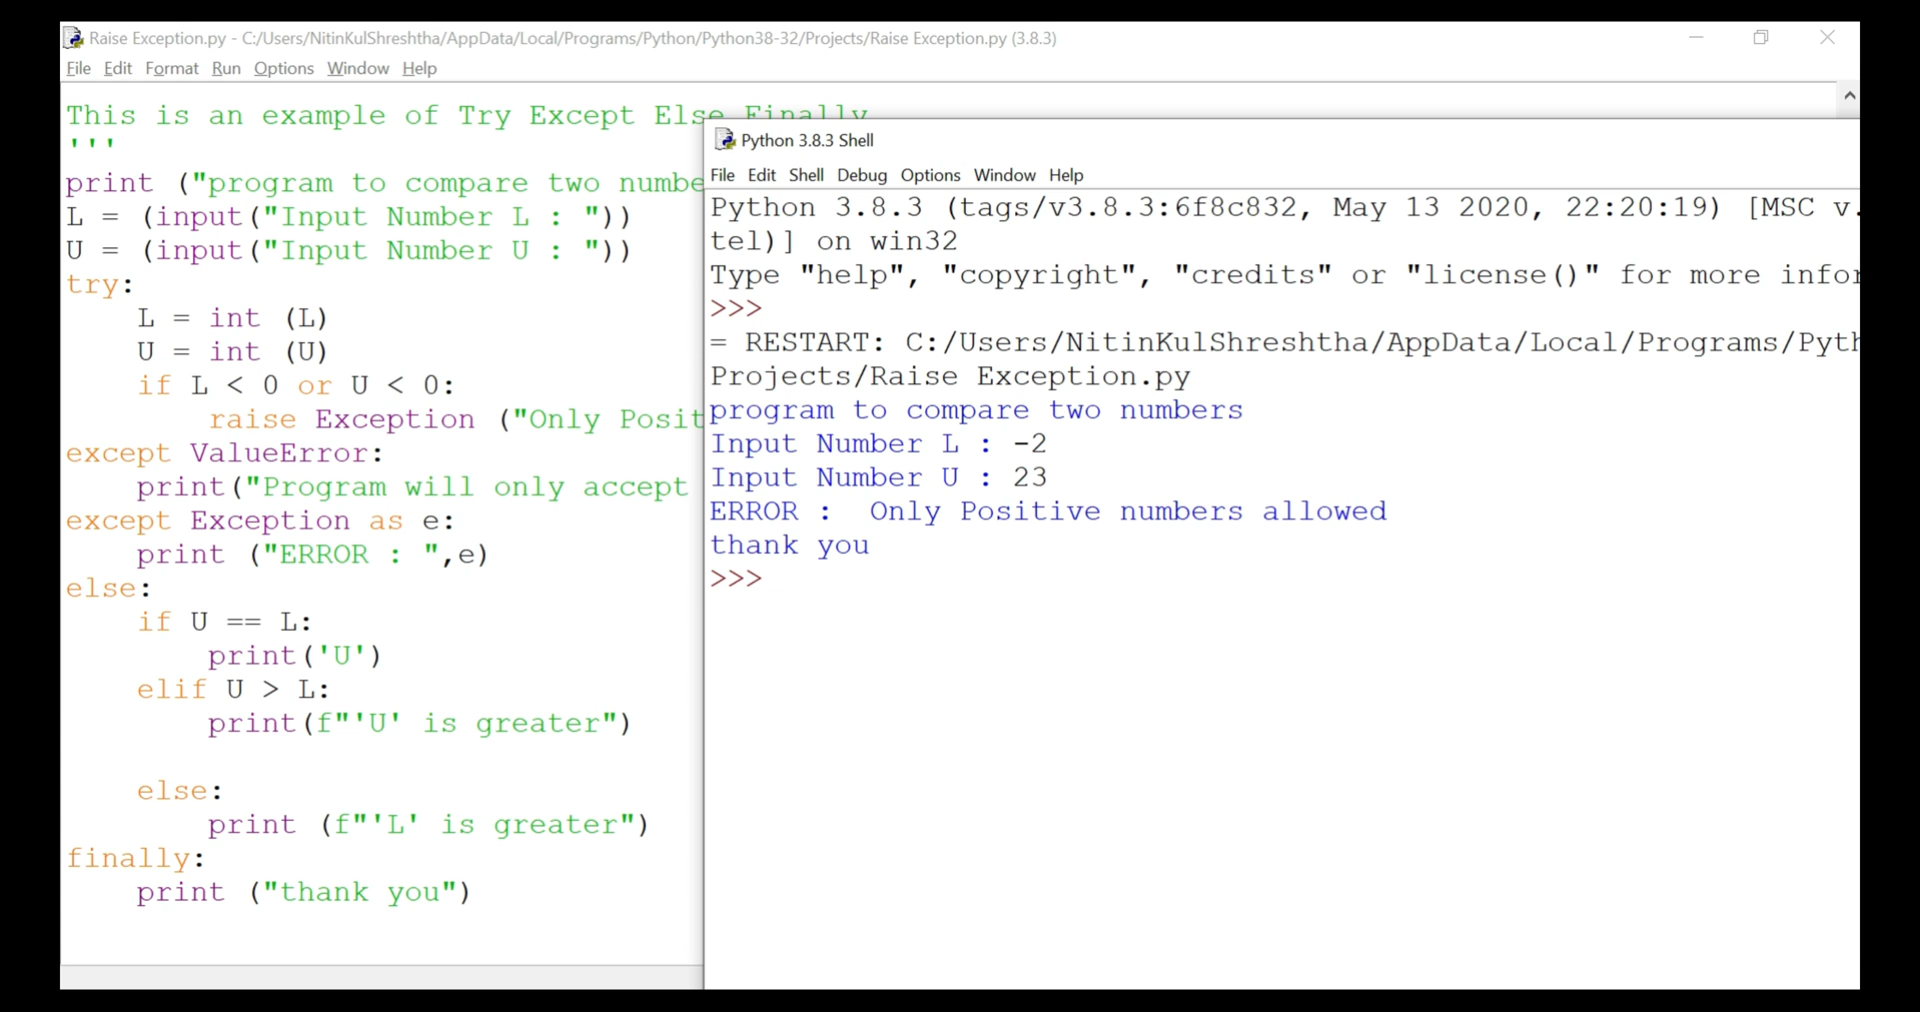 Raise Exception.py - C:/Users/NitinKulShreshtha/AppData/Local/Programs/Python/Python38-32/Projects/Raise Exception.py (3.8.3)
File Edit Format Run Options Window Help
This is an example of Try Except Else Finally
'''
print ("program to compare two numbe
L = (input("Input Number L : "))
U = (input("Input Number U : "))
try:
    L = int (L)
    U = int (U)
    if L < 0 or U < 0:
        raise Exception ("Only Posit
except ValueError:
    print("Program will only accept
except Exception as e:
    print ("ERROR : ",e)
else:
    if U == L:
        print('U')
    elif U > L:
        print(f"'U' is greater")
    else:
        print (f"'L' is greater")
finally:
    print ("thank you")
Python 3.8.3 Shell
File Edit Shell Debug Options Window Help
Python 3.8.3 (tags/v3.8.3:6f8c832, May 13 2020, 22:20:19) [MSC v.
tel)] on win32
Type "help", "copyright", "credits" or "license()" for more infor
>>>
= RESTART: C:/Users/NitinKulShreshtha/AppData/Local/Programs/Pyth
Projects/Raise Exception.py
program to compare two numbers
Input Number L : -2
Input Number U : 23
ERROR :  Only Positive numbers allowed
thank you
>>>